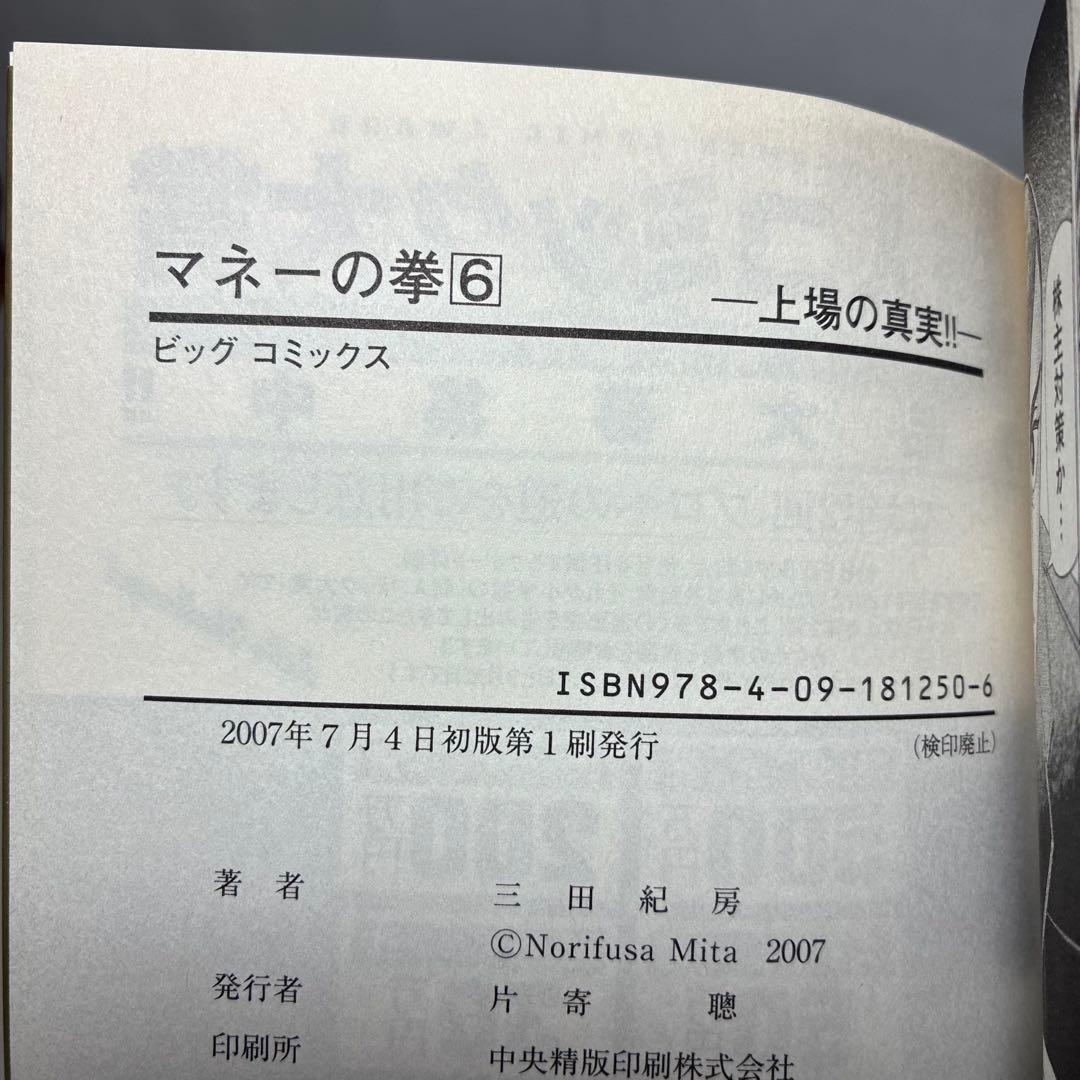 マネーの拳6
―上場の真実!!―
ビッグ コミックス
ISBN978-4-09-181250-6
2007年7月4日初版第1刷発行
(検印廃止)
著者 三田紀房
©Norifusa Mita 2007
発行者 片寄 聰
印刷所 中央精版印刷株式会社
株主対策か…